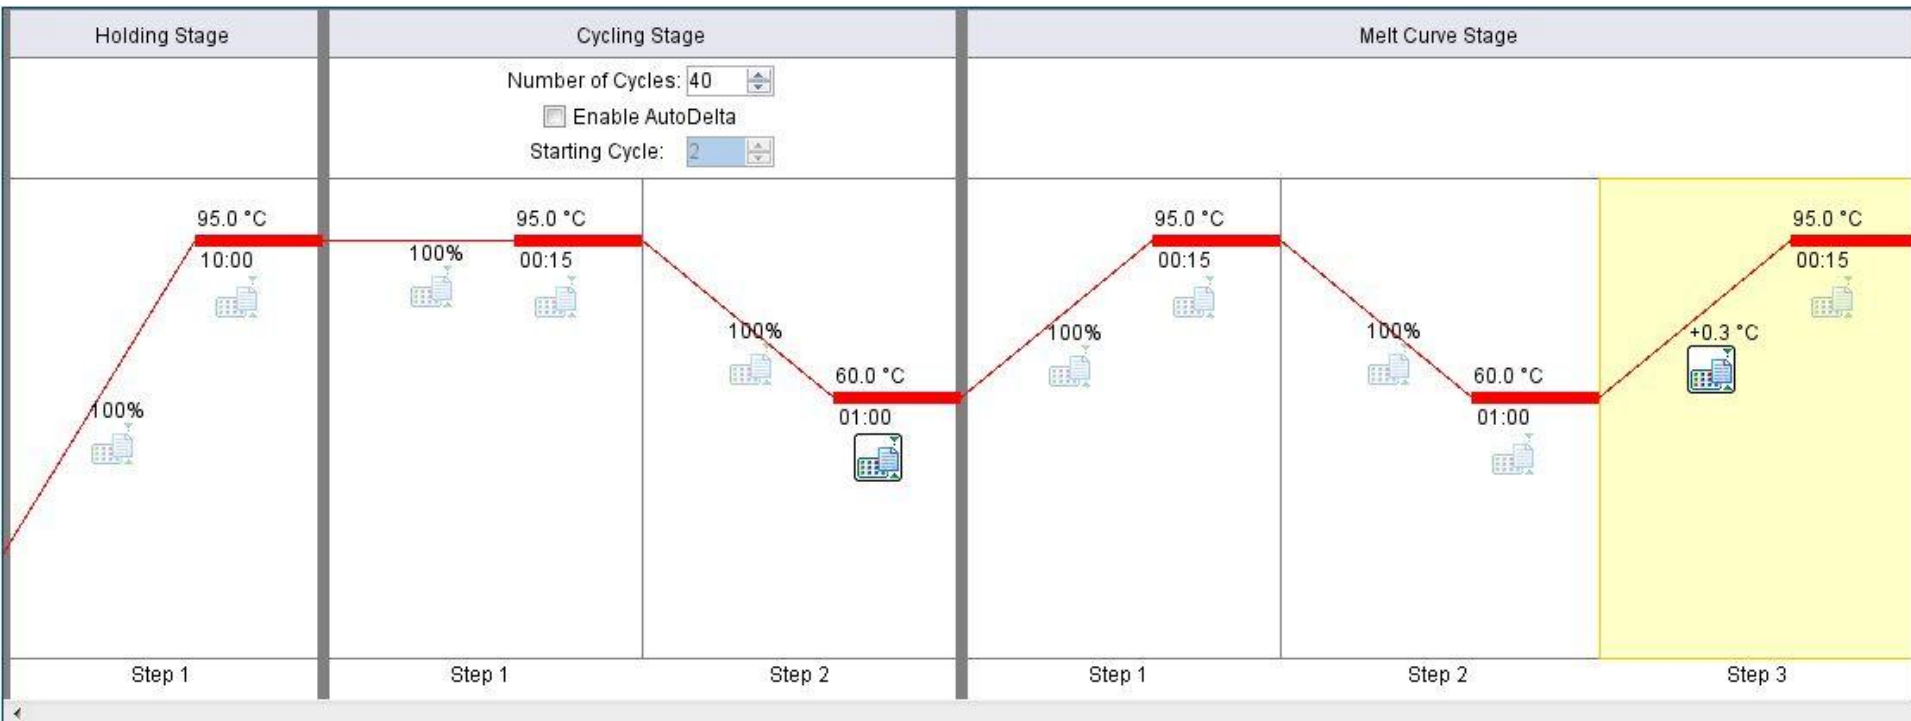 Holding Stage
Cycling Stage
Melt Curve Stage
Number of Cycles: 40
Enable AutoDelta
Starting Cycle: 2
95.0 °C
10:00
100%
95.0 °C
100%
00:15
100%
60.0 °C
01:00
95.0 °C
00:15
100%
100%
60.0 °C
01:00
95.0 °C
00:15
+0.3 °C
Step 1
Step 1
Step 2
Step 1
Step 2
Step 3